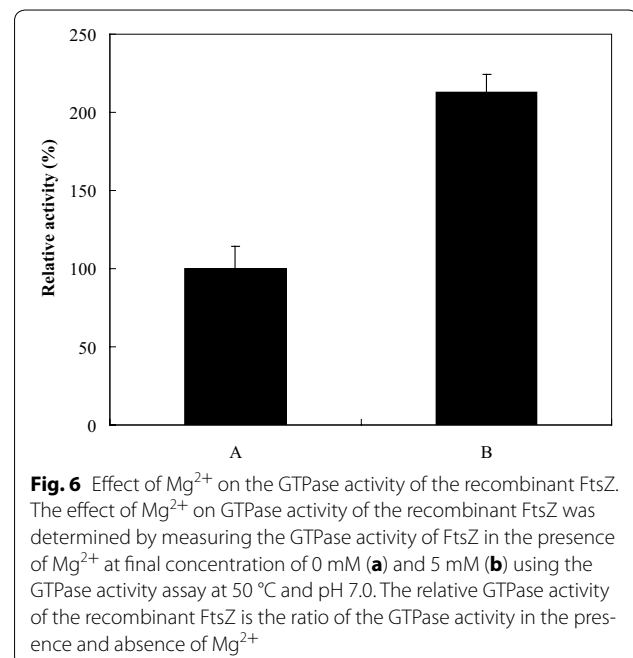 250
200
150
100
50
0
Relative activity (%)
A
B
Fig. 6 Effect of Mg²⁺ on the GTPase activity of the recombinant FtsZ.
The effect of Mg²⁺ on GTPase activity of the recombinant FtsZ was
determined by measuring the GTPase activity of FtsZ in the presence
of Mg²⁺ at final concentration of 0 mM (a) and 5 mM (b) using the
GTPase activity assay at 50 °C and pH 7.0. The relative GTPase activity
of the recombinant FtsZ is the ratio of the GTPase activity in the pres-
ence and absence of Mg²⁺